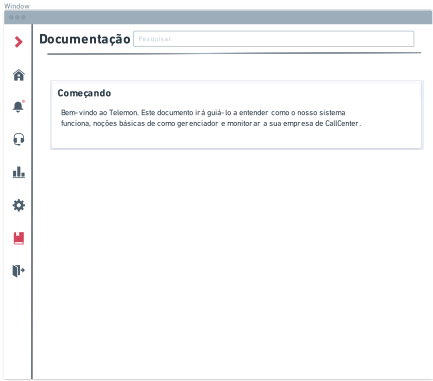 Window
Documentação
Pesquisar
Começando
Bem-vindo ao Telemon. Este documento irá guiá-lo a entender como o nosso sistema
funciona, noções básicas de como gerenciador e monitorar a sua empresa de CallCenter.